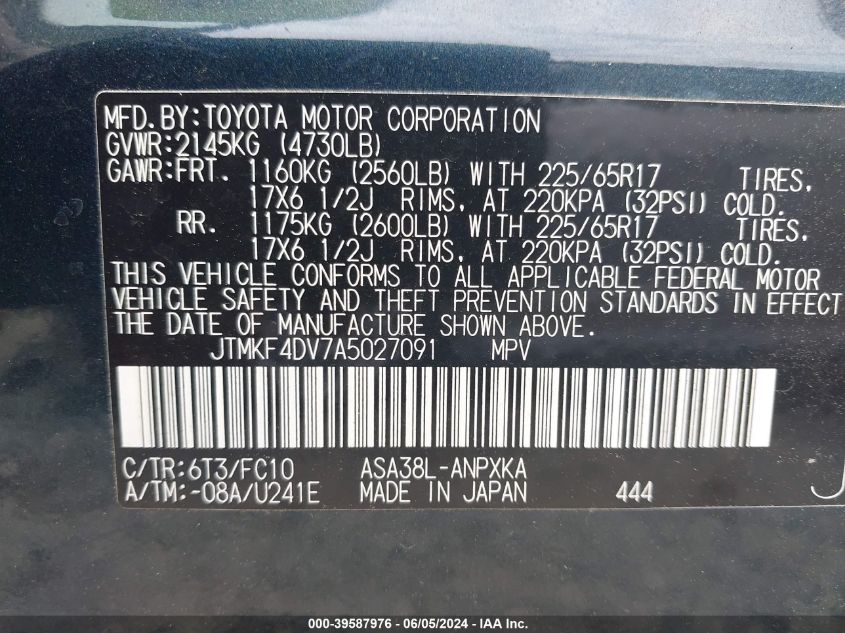 MFD.BY:TOYOTA MOTOR CORPORATION
GVWR:2145KG (4730LB)
GAWR:FRT. 1160KG (2560LB) WITH 225/65R17 TIRES,
17X6 1/2J RIMS, AT 220KPA (32PSI) COLD.
RR. 1175KG (2600LB) WITH 225/65R17 TIRES,
17X6 1/2J RIMS, AT 220KPA (32PSI) COLD.
THIS VEHICLE CONFORMS TO ALL APPLICABLE FEDERAL MOTOR
VEHICLE SAFETY AND THEFT PREVENTION STANDARDS IN EFFECT
THE DATE OF MANUFACTURE SHOWN ABOVE.
JTMKF4DV7A5027091 MPV
C/TR:6T3/FC10 ASA38L-ANPXKA
A/TM:-08A/U241E MADE IN JAPAN 444
000-39587976 - 06/05/2024 - IAA Inc.